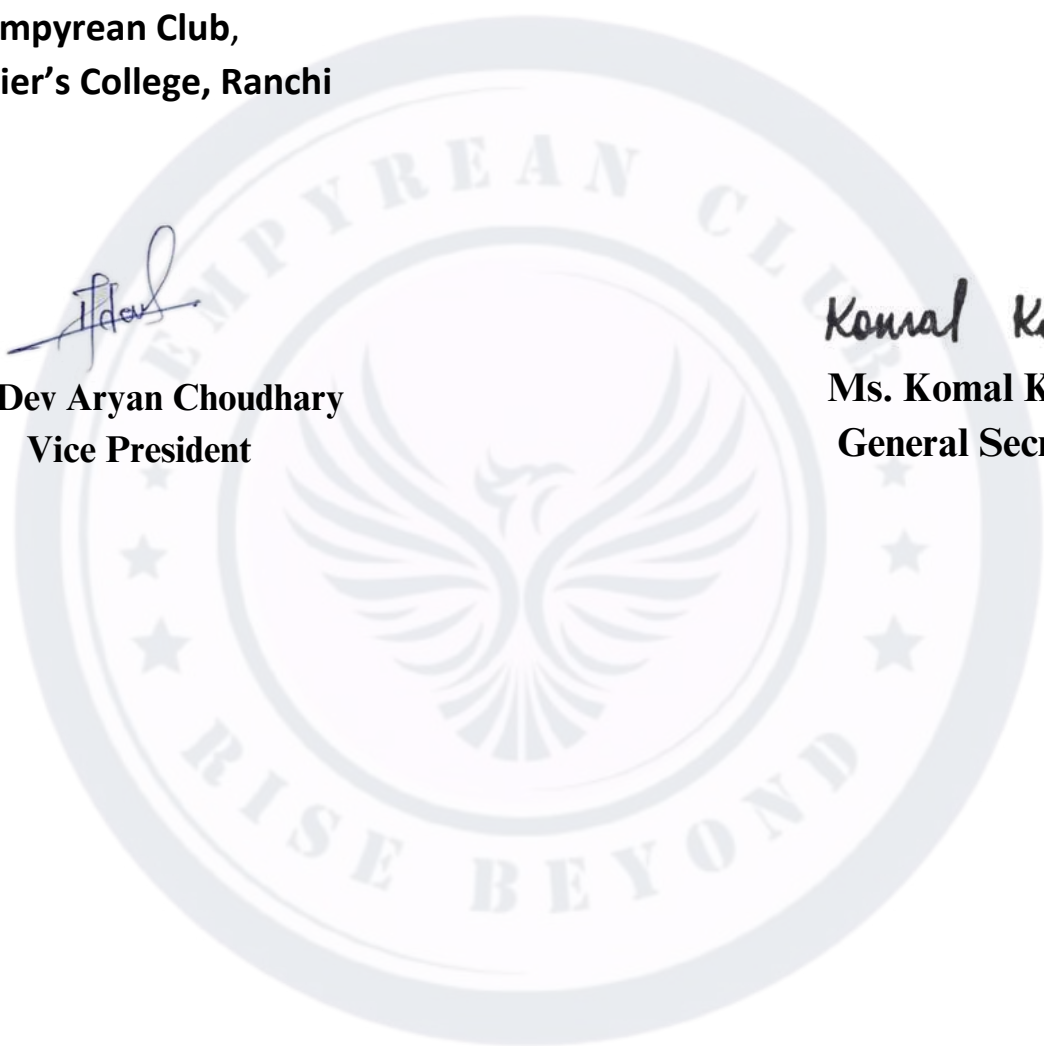 mpyrean Club,
ier's College, Ranchi
EMPYREAN CLUB
Komal
Dev Aryan Choudhary
Vice President
Ms. Komal K
General Secr
RISE BEYOND